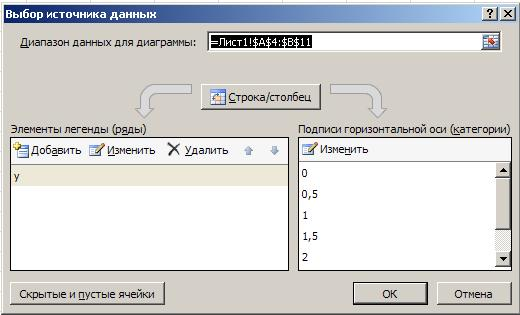 Выбор источника данных
Диапазон данных для диаграммы: =Лист1!$A$4:$B$11
Строка/столбец
Элементы легенды (ряды)
Добавить Изменить Удалить
y
Подписи горизонтальной оси (категории)
Изменить
0
0,5
1
1,5
2
Скрытые и пустые ячейки
ОК Отмена